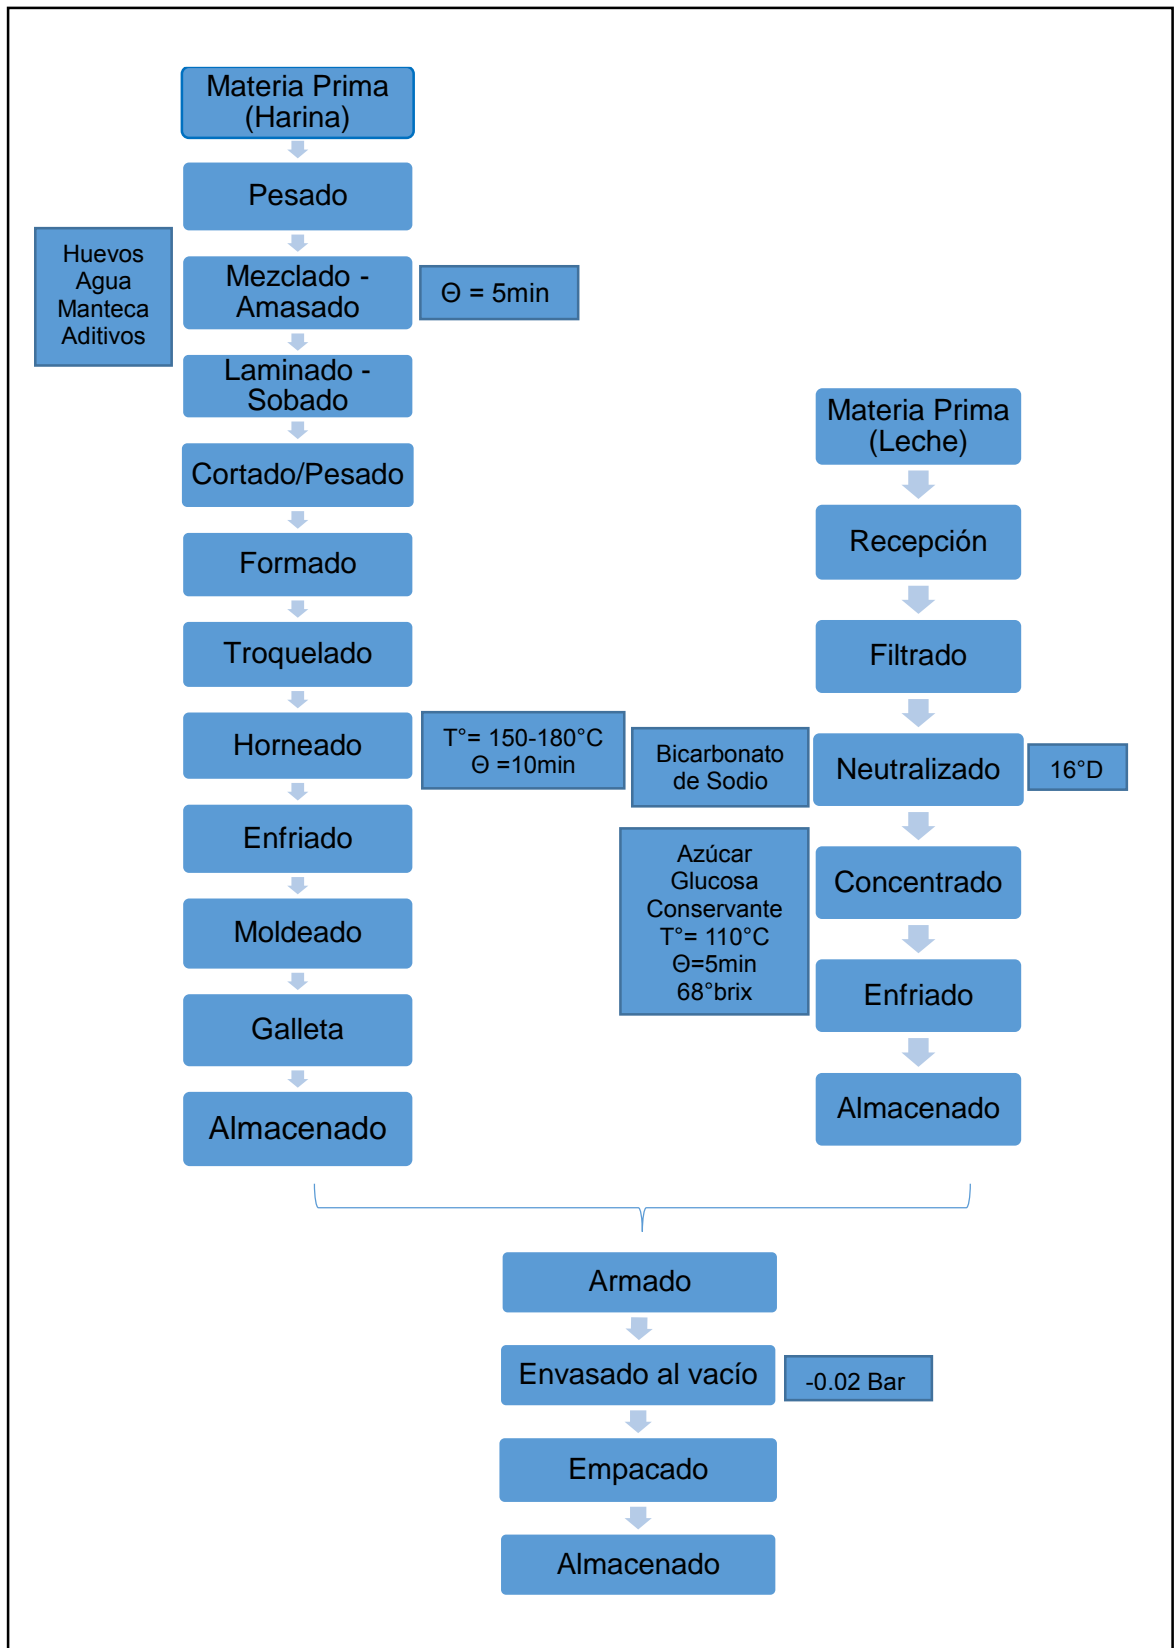 Materia Prima
(Harina)
Pesado
Huevos
Agua
Manteca
Aditivos
Mezclado -
Amasado
Θ = 5min
Laminado -
Sobado
Cortado/Pesado
Formado
Troquelado
Horneado
T°= 150-180°C
Θ =10min
Enfriado
Moldeado
Galleta
Almacenado
Materia Prima
(Leche)
Recepción
Filtrado
Bicarbonato
de Sodio
Neutralizado
16°D
Azúcar
Glucosa
Conservante
T°= 110°C
Θ=5min
68°brix
Concentrado
Enfriado
Almacenado
Armado
Envasado al vacío
-0.02 Bar
Empacado
Almacenado